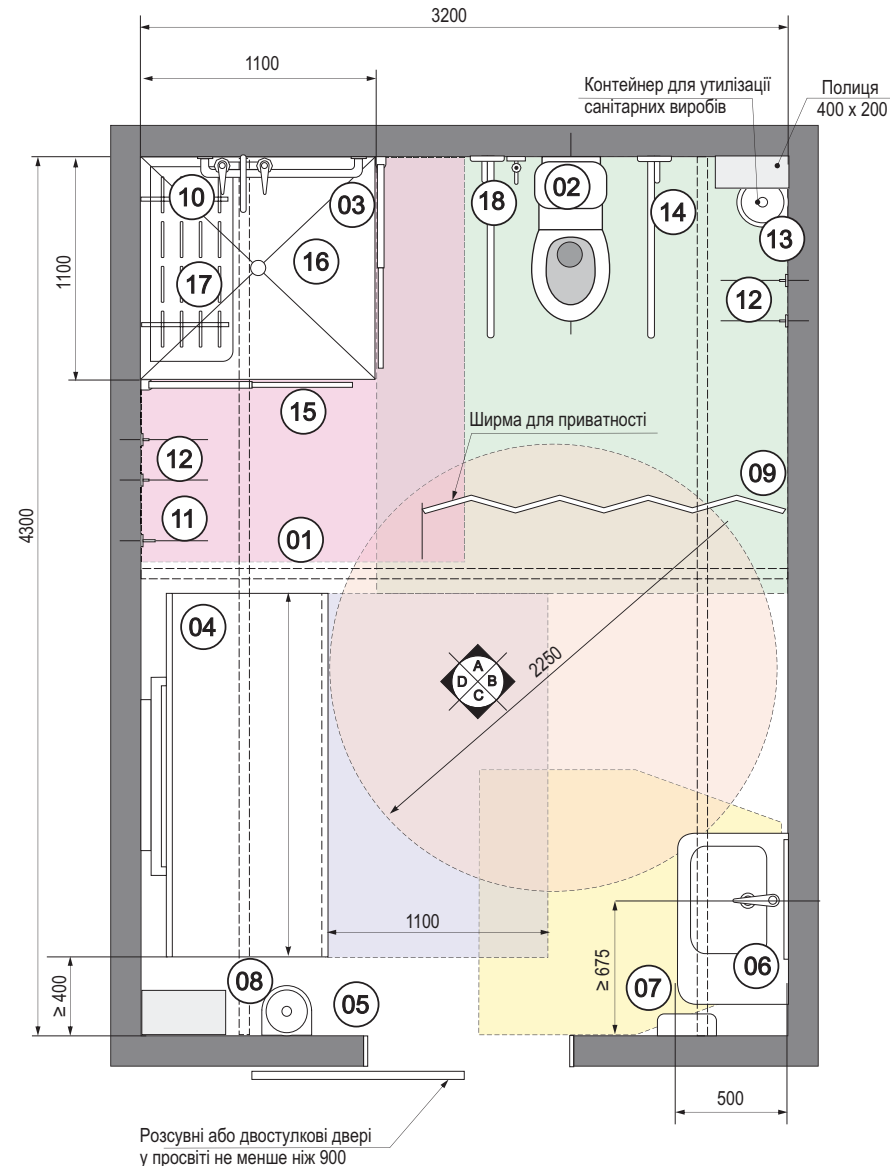 3200
1100
Контейнер для утилізації
санітарних виробів
Полиця
400 x 200
10
03
18
02
14
13
16
17
12
1100
15
Ширма для приватності
12
09
11
01
4300
04
2250
A
D B
C
1100
≥ 675
≥ 400
08
05
07
06
500
Розсувні або двостулкові двері
у просвіті не менше ніж 900